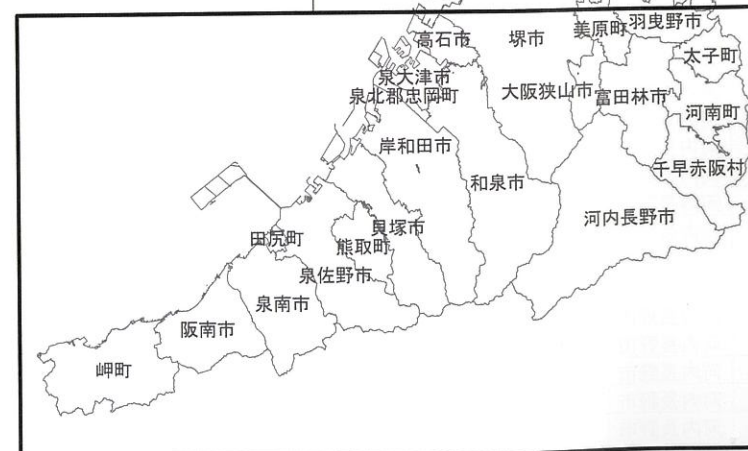 高石市
堺市
美原町
羽曳野市
太子町
泉大津市
泉北郡忠岡町
大阪狭山市
富田林市
河南町
岸和田市
千早赤阪村
和泉市
河内長野市
貝塚市
田尻町
熊取町
泉佐野市
泉南市
阪南市
岬町